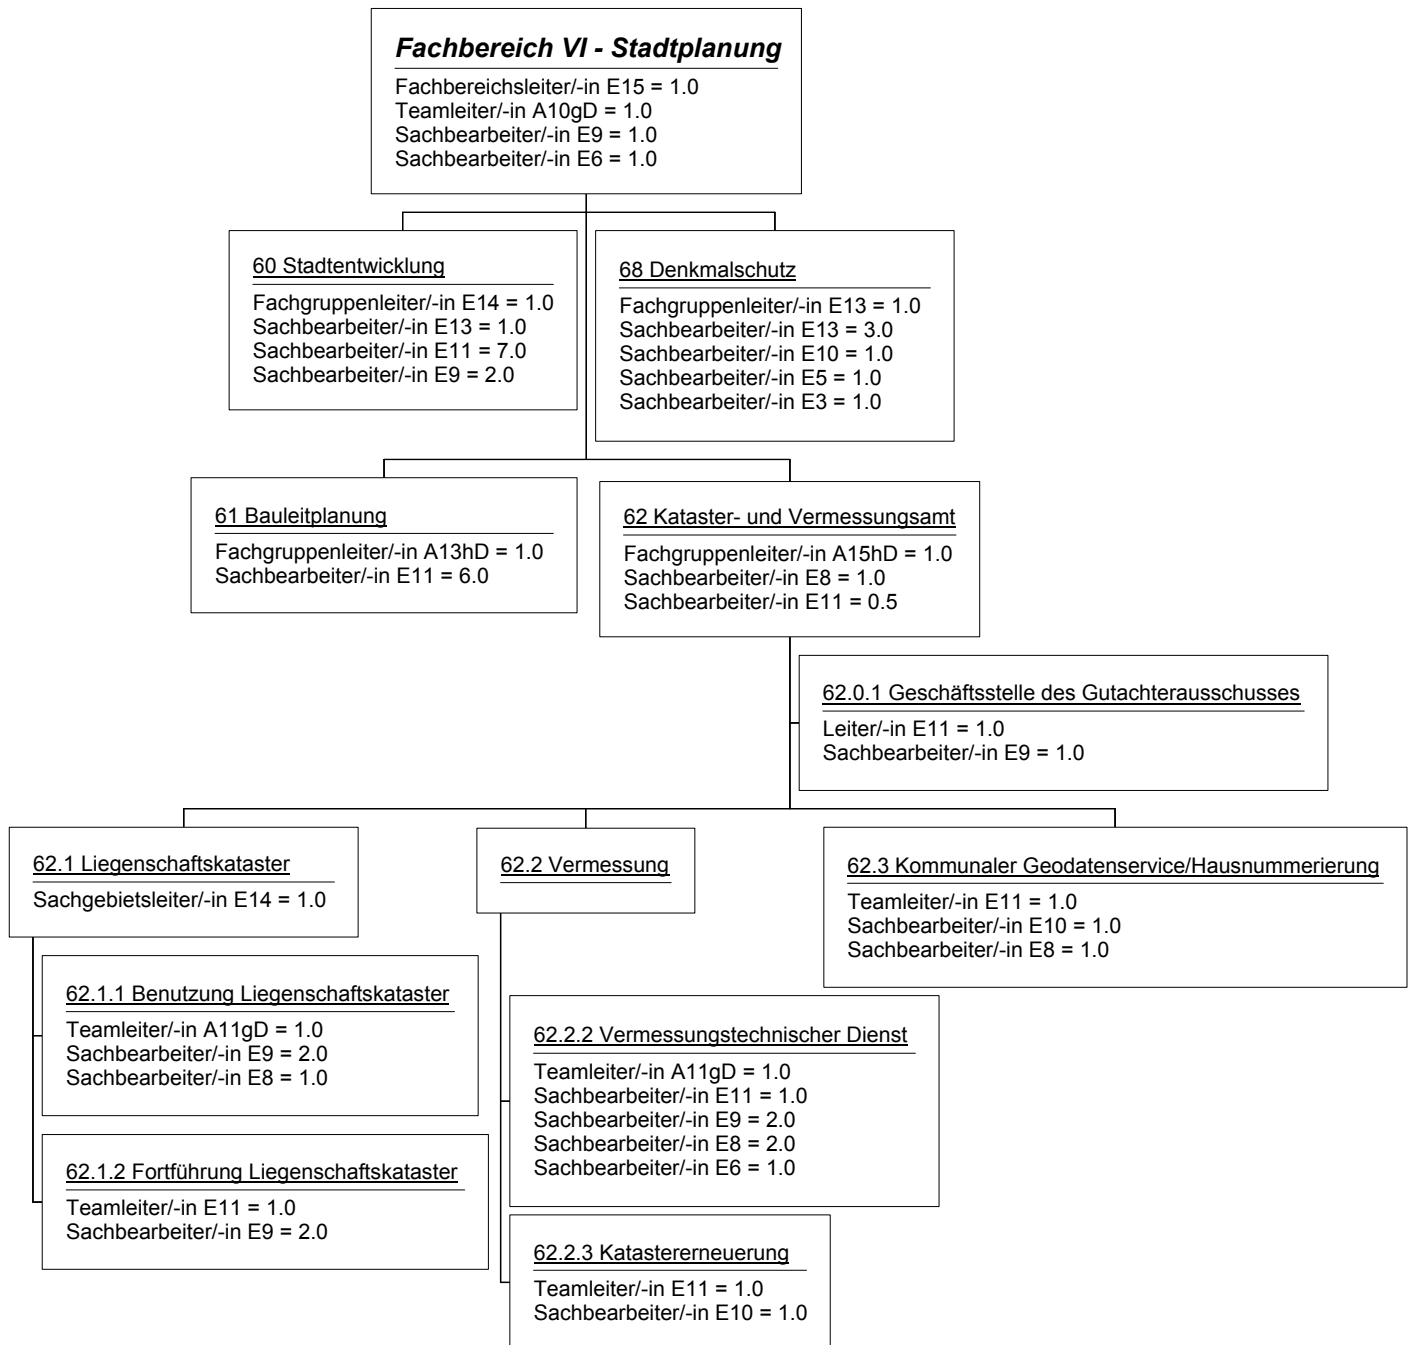 Fachbereich VI - Stadtplanung
Fachbereichsleiter/-in E15 = 1.0
Teamleiter/-in A10gD = 1.0
Sachbearbeiter/-in E9 = 1.0
Sachbearbeiter/-in E6 = 1.0
60 Stadtentwicklung
Fachgruppenleiter/-in E14 = 1.0
Sachbearbeiter/-in E13 = 1.0
Sachbearbeiter/-in E11 = 7.0
Sachbearbeiter/-in E9 = 2.0
68 Denkmalschutz
Fachgruppenleiter/-in E13 = 1.0
Sachbearbeiter/-in E13 = 3.0
Sachbearbeiter/-in E10 = 1.0
Sachbearbeiter/-in E5 = 1.0
Sachbearbeiter/-in E3 = 1.0
61 Bauleitplanung
Fachgruppenleiter/-in A13hD = 1.0
Sachbearbeiter/-in E11 = 6.0
62 Kataster- und Vermessungsamt
Fachgruppenleiter/-in A15hD = 1.0
Sachbearbeiter/-in E8 = 1.0
Sachbearbeiter/-in E11 = 0.5
62.0.1 Geschäftsstelle des Gutachterausschusses
Leiter/-in E11 = 1.0
Sachbearbeiter/-in E9 = 1.0
62.1 Liegenschaftskataster
Sachgebietsleiter/-in E14 = 1.0
62.1.1 Benutzung Liegenschaftskataster
Teamleiter/-in A11gD = 1.0
Sachbearbeiter/-in E9 = 2.0
Sachbearbeiter/-in E8 = 1.0
62.1.2 Fortführung Liegenschaftskataster
Teamleiter/-in E11 = 1.0
Sachbearbeiter/-in E9 = 2.0
62.2 Vermessung
62.2.2 Vermessungstechnischer Dienst
Teamleiter/-in A11gD = 1.0
Sachbearbeiter/-in E11 = 1.0
Sachbearbeiter/-in E9 = 2.0
Sachbearbeiter/-in E8 = 2.0
Sachbearbeiter/-in E6 = 1.0
62.2.3 Katastererneuerung
Teamleiter/-in E11 = 1.0
Sachbearbeiter/-in E10 = 1.0
62.3 Kommunaler Geodatenservice/Hausnummerierung
Teamleiter/-in E11 = 1.0
Sachbearbeiter/-in E10 = 1.0
Sachbearbeiter/-in E8 = 1.0